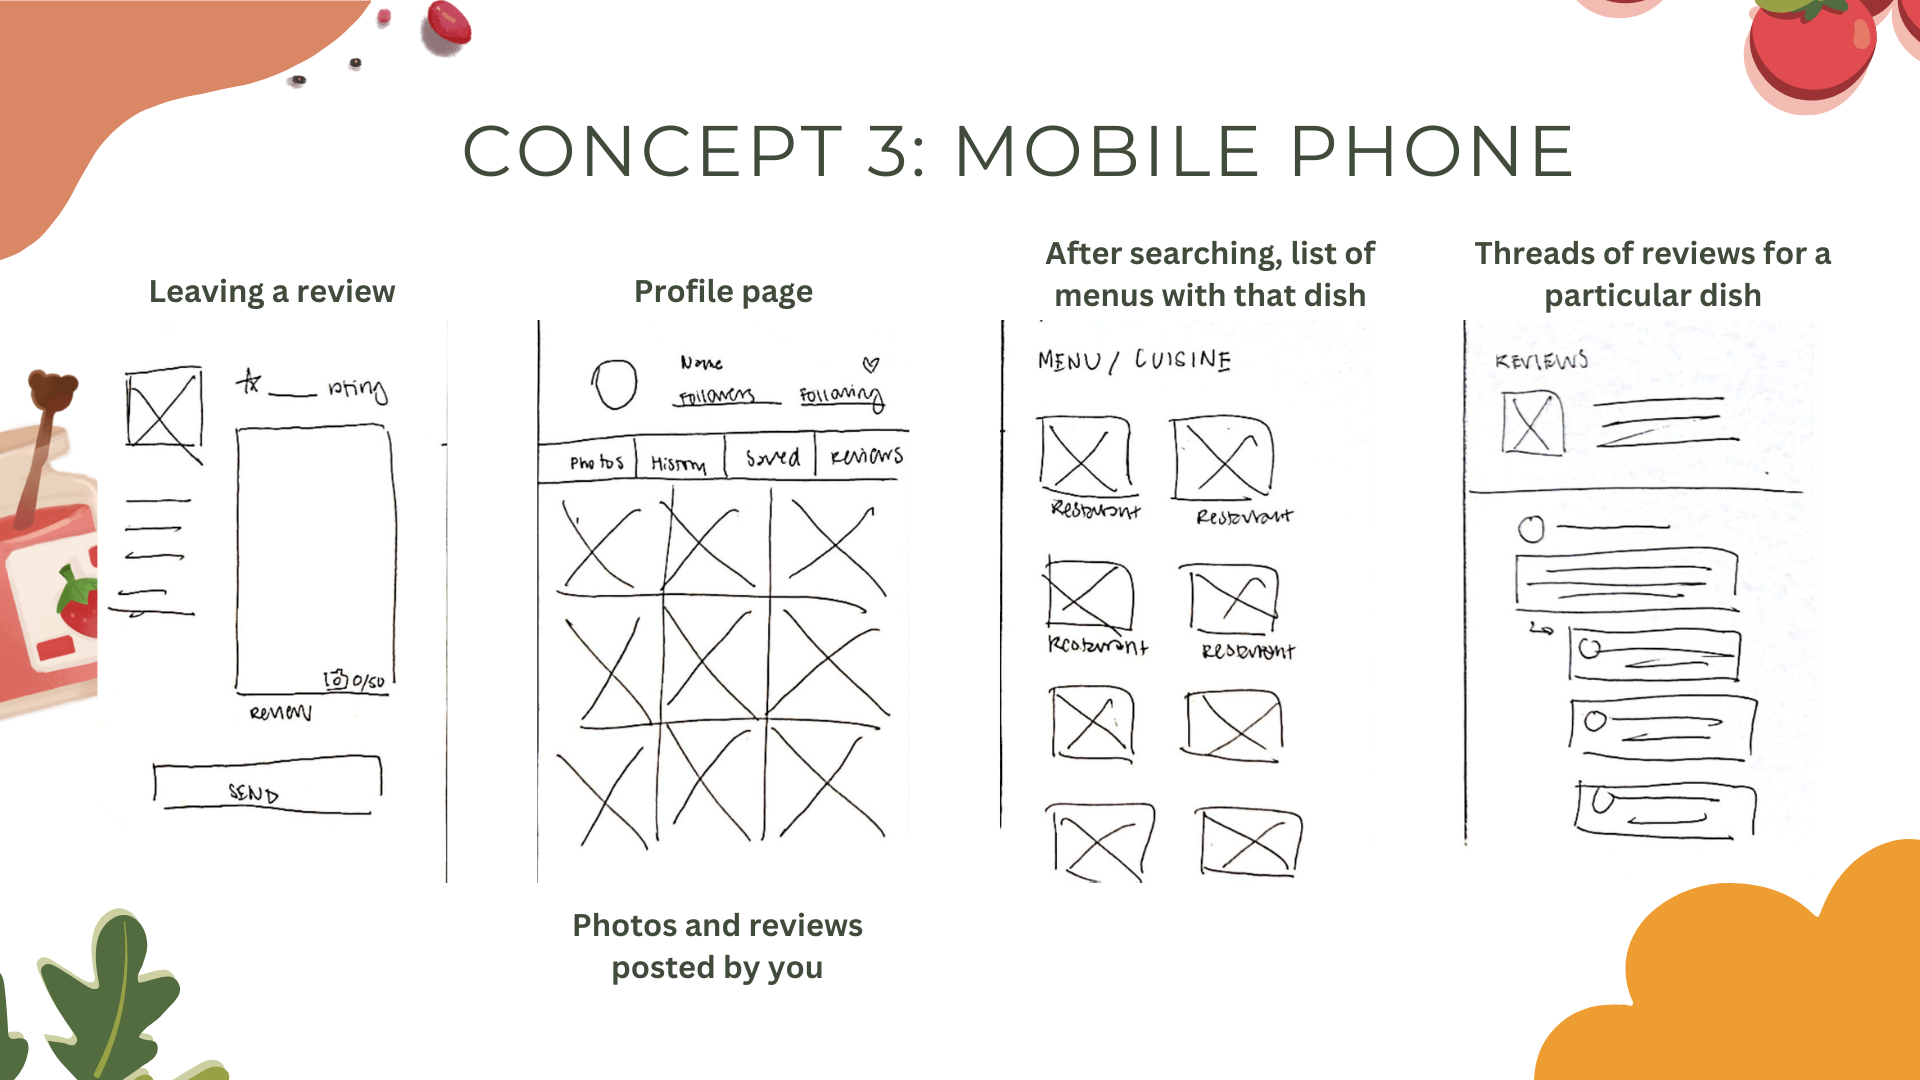 CONCEPT 3: MOBILE PHONE
Leaving a review
rating
0/50
Review
SEND
Profile page
Name
Followers
Following
Photos
History
Saved
Reviews
Photos and reviews
posted by you
After searching, list of
menus with that dish
MENU / CUISINE
Restaurant
Restaurant
Restaurant
Restaurant
Threads of reviews for a
particular dish
REVIEWS